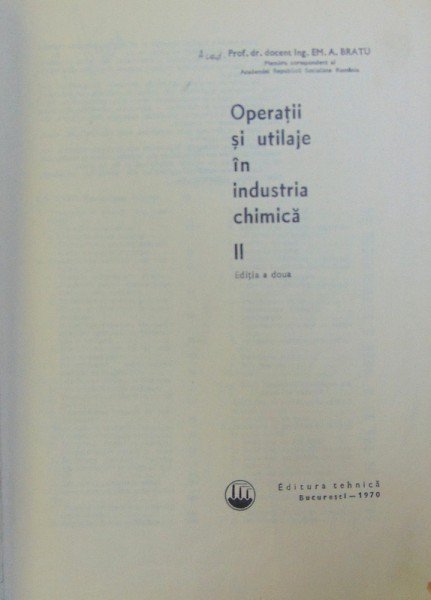 Acad Prof. dr. docent ing. EM. A. BRATU
Membru corespondent al
Academiei Republicii Socialiste România
Operații
și utilaje
în
industria
chimică
II
Ediția a doua
Editura tehnică
București — 1970